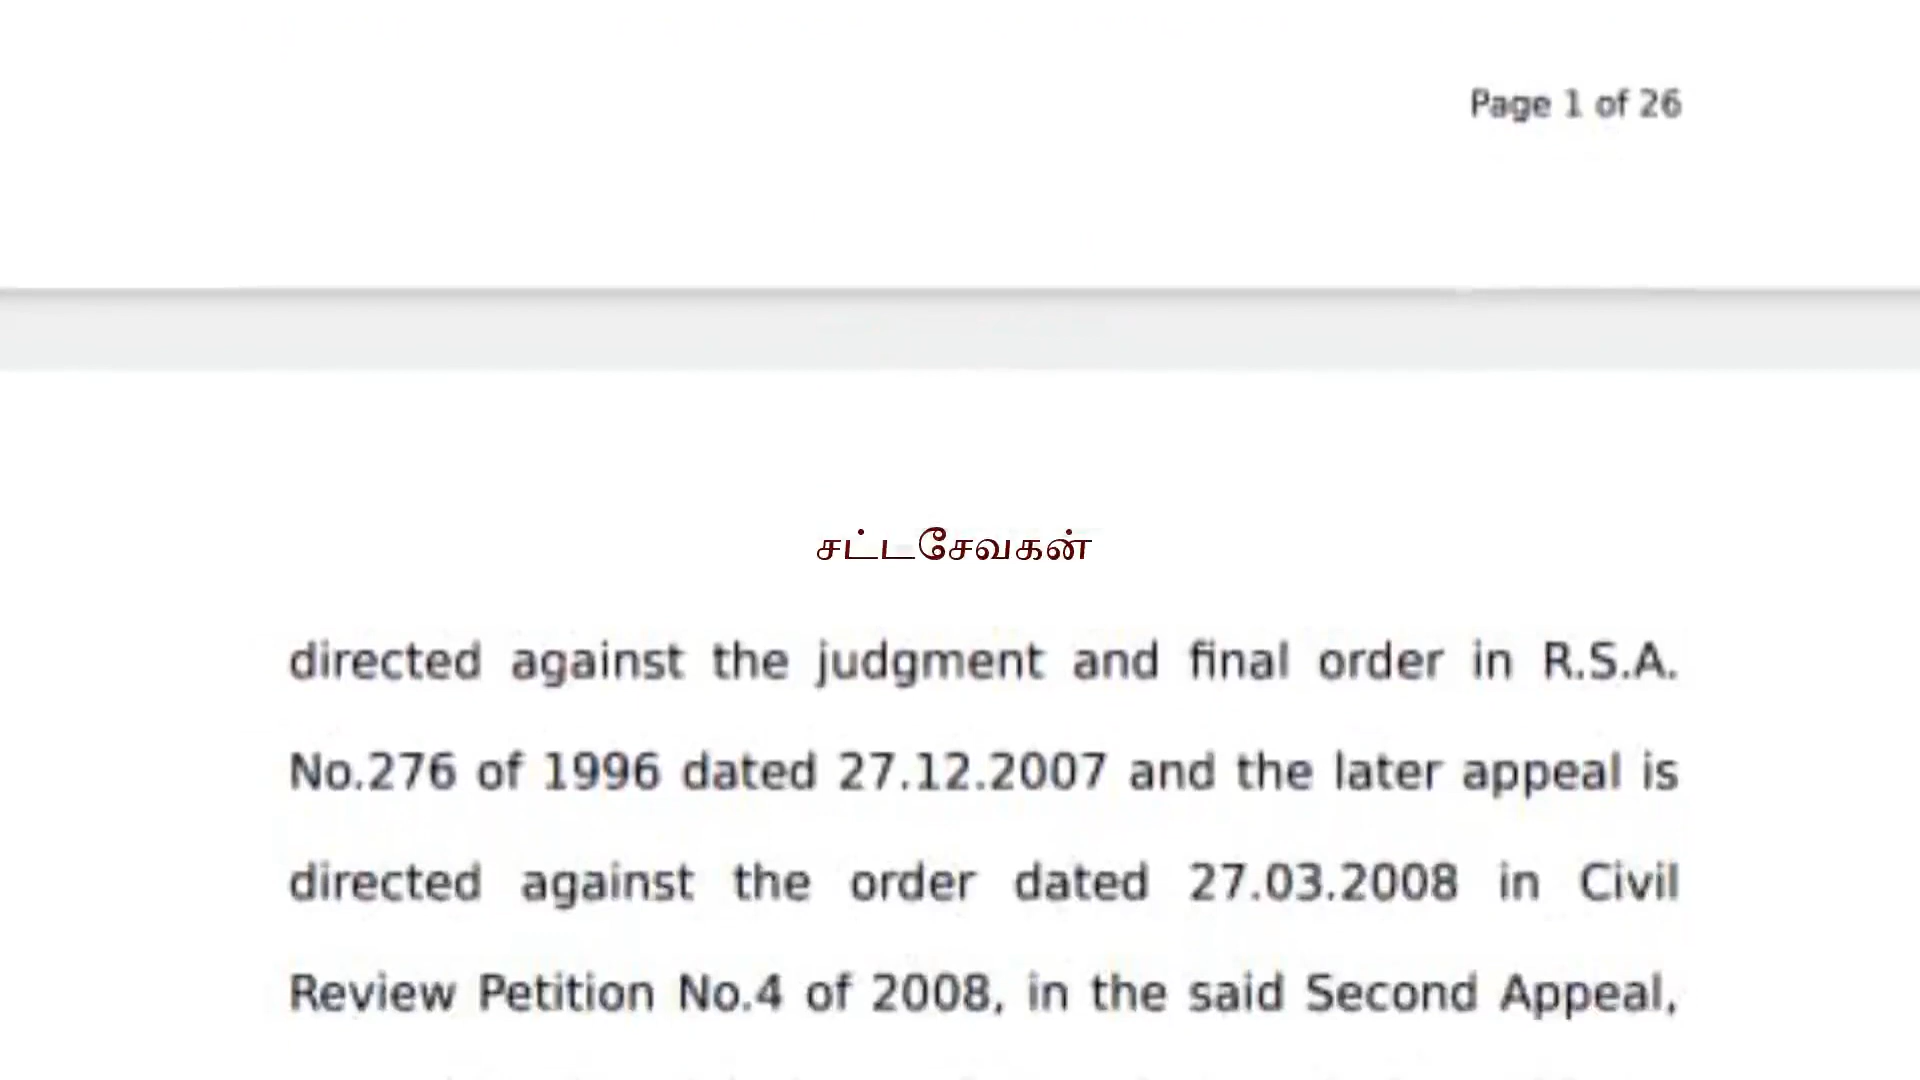 Page 1 of 26
சட்டசேவகன்
directed against the judgment and final order in R.S.A.
No.276 of 1996 dated 27.12.2007 and the later appeal is
directed against the order dated 27.03.2008 in Civil
Review Petition No.4 of 2008, in the said Second Appeal,